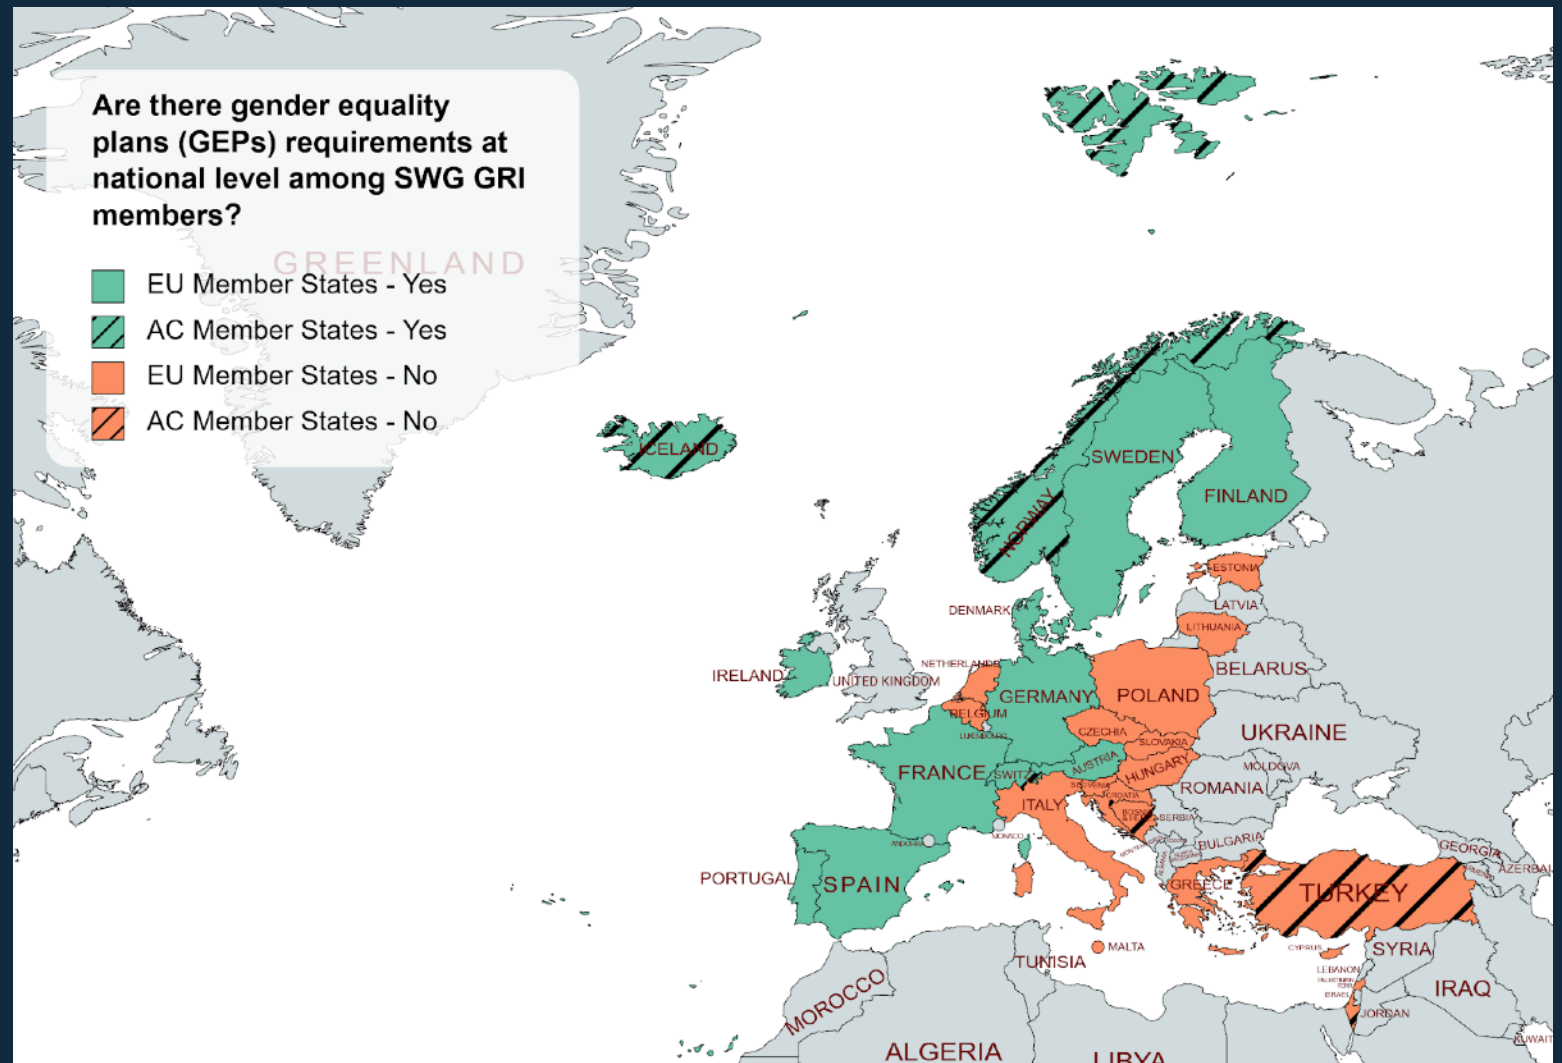 Are there gender equality
plans (GEPs) requirements at
national level among SWG GRI
members?
GREENLAND
EU Member States - Yes
AC Member States - Yes
EU Member States - No
AC Member States - No
ICELAND
SWEDEN
FINLAND
NORWAY
ESTONIA
DENMARK
LATVIA
LITHUANIA
NETHERLANDS
IRELAND
UNITED KINGDOM
BELARUS
GERMANY
POLAND
BELGIUM
CZECHIA
UKRAINE
LUXEMBOURG
SLOVAKIA
AUSTRIA
HUNGARY
MOLDOVA
FRANCE
SWITZ
SLOVENIA
ROMANIA
CROATIA
ITALY
SERBIA
MONACO
ANDORRA
BULGARIA
GEORGIA
AZERBAI
PORTUGAL
SPAIN
GREECE
TURKEY
MALTA
CYPRUS
SYRIA
TUNISIA
LEBANON
PALESTINIAN
TERR
ISRAEL
IRAQ
MOROCCO
JORDAN
KUWAIT
ALGERIA
LIBYA